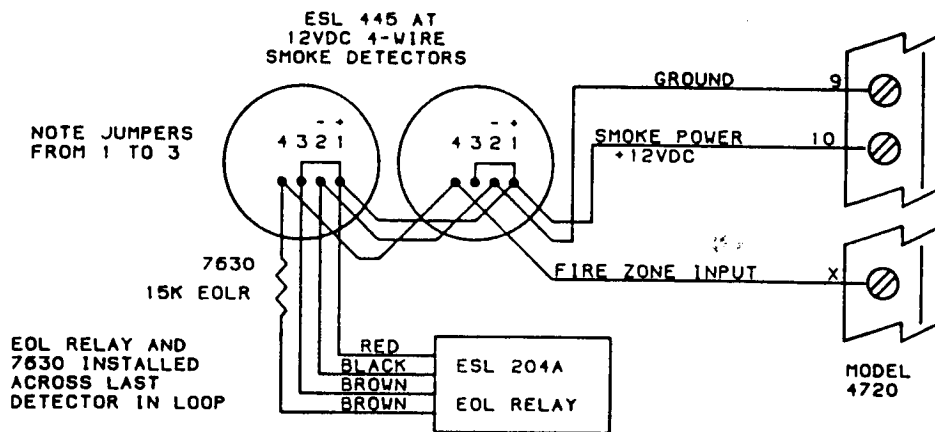 ESL 445 AT
12VDC 4-WIRE
SMOKE DETECTORS
NOTE JUMPERS
FROM 1 TO 3
- +
4 3 2 1
- +
4 3 2 1
GROUND 9
SMOKE POWER 10
+12VDC
FIRE ZONE INPUT X
7630
15K EOLR
EOL RELAY AND
7630 INSTALLED
ACROSS LAST
DETECTOR IN LOOP
RED
BLACK
BROWN
BROWN
ESL 204A
EOL RELAY
MODEL
4720